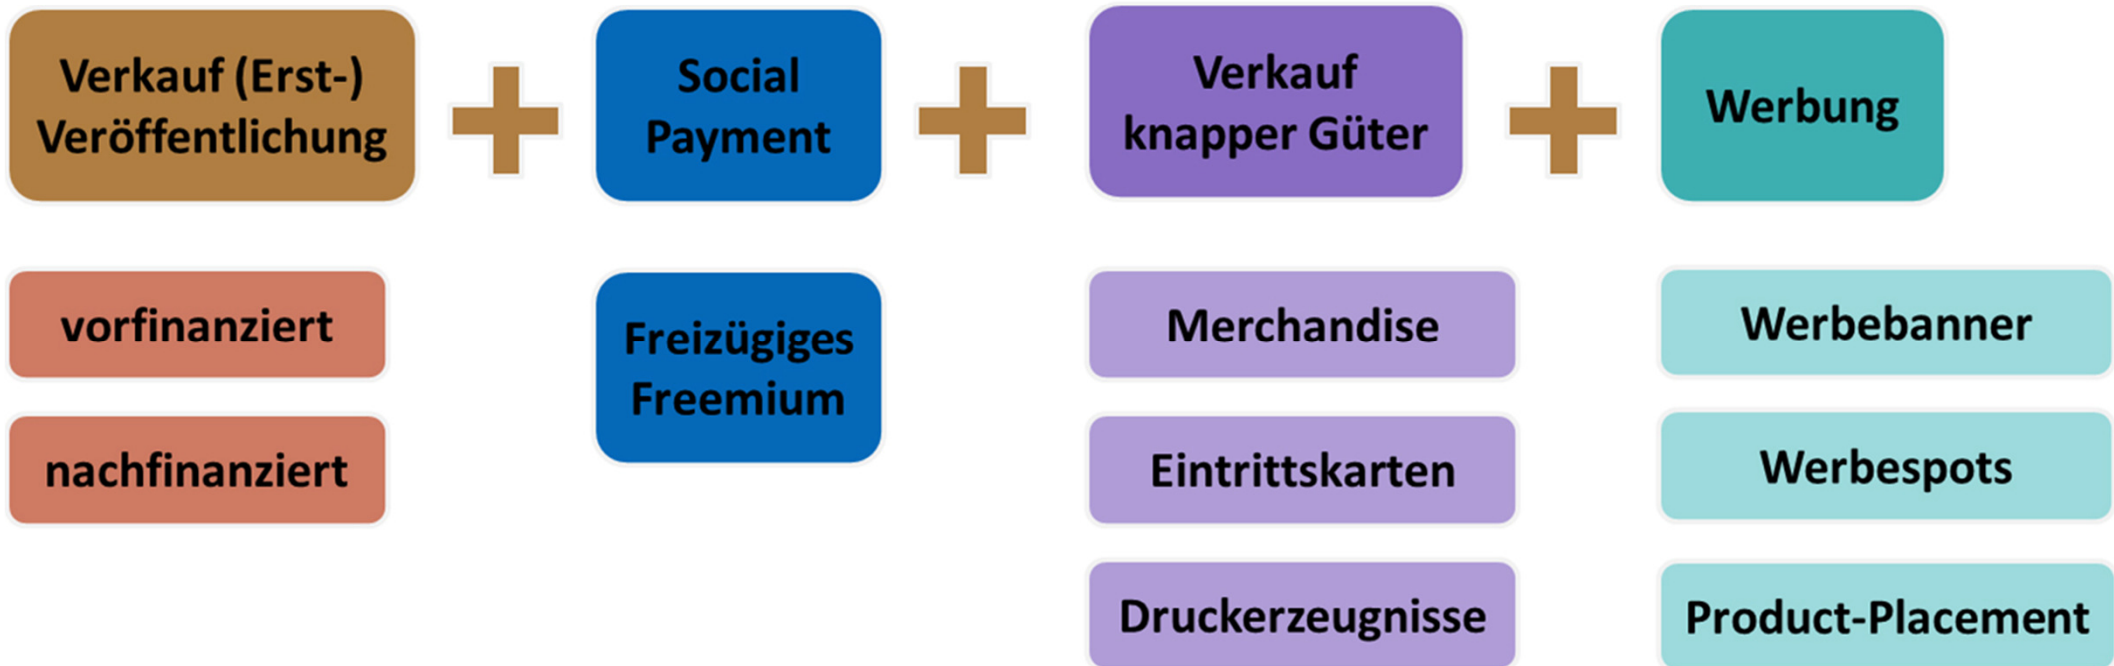 Verkauf (Erst-)
Veröffentlichung
Social
Payment
Verkauf
knapper Güter
Werbung
vorfinanziert
nachfinanziert
Freizügiges
Freemium
Merchandise
Eintrittskarten
Druckerzeugnisse
Werbebanner
Werbespots
Product-Placement